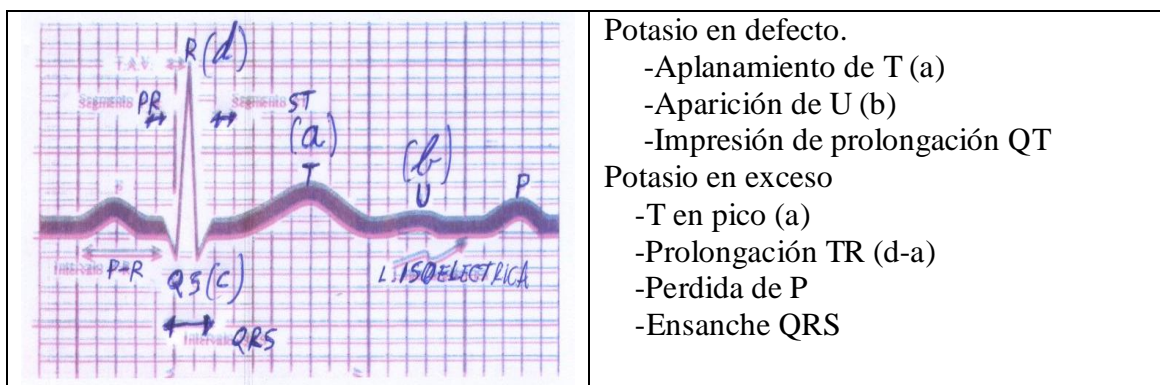 R (d)
T.A.V.
Segmento PR
Segmento ST
(a)
T
(b)
U
P
P-R
QS(c)
L. ISOELECTRICA
Intervalo QRS
Potasio en defecto.
-Aplanamiento de T (a)
-Aparición de U (b)
-Impresión de prolongación QT
Potasio en exceso
-T en pico (a)
-Prolongación TR (d-a)
-Perdida de P
-Ensanche QRS